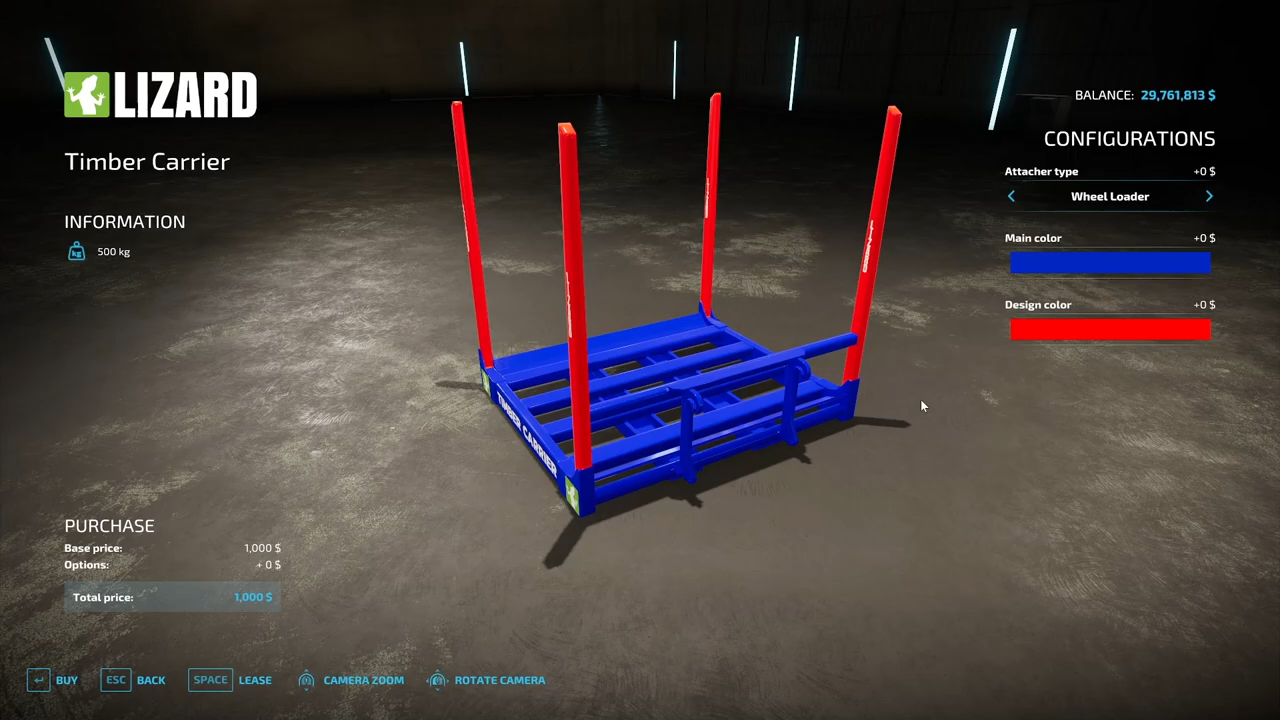 LIZARD
Timber Carrier
INFORMATION
kg 500 kg
PURCHASE
Base price: 1,000 $
Options: + 0 $
Total price: 1,000 $
BALANCE: 29,761,813 $
CONFIGURATIONS
Attacher type +0 $
Wheel Loader
Main color +0 $
Design color +0 $
TIMBER CARRIER
BUY ESC BACK SPACE LEASE CAMERA ZOOM ROTATE CAMERA